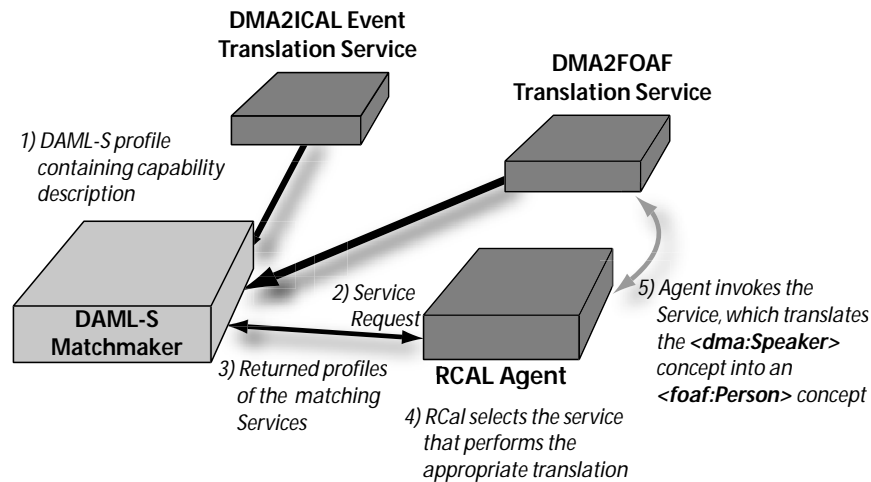 DMA2ICAL Event
Translation Service
DMA2FOAF
Translation Service
1) DAML-S profile
containing capability
description
DAML-S
Matchmaker
2) Service
Request
3) Returned profiles
of the matching
Services
RCAL Agent
4) RCal selects the service
that performs the
appropriate translation
5) Agent invokes the
Service, which translates
the <dma:Speaker>
concept into an
<foaf:Person> concept